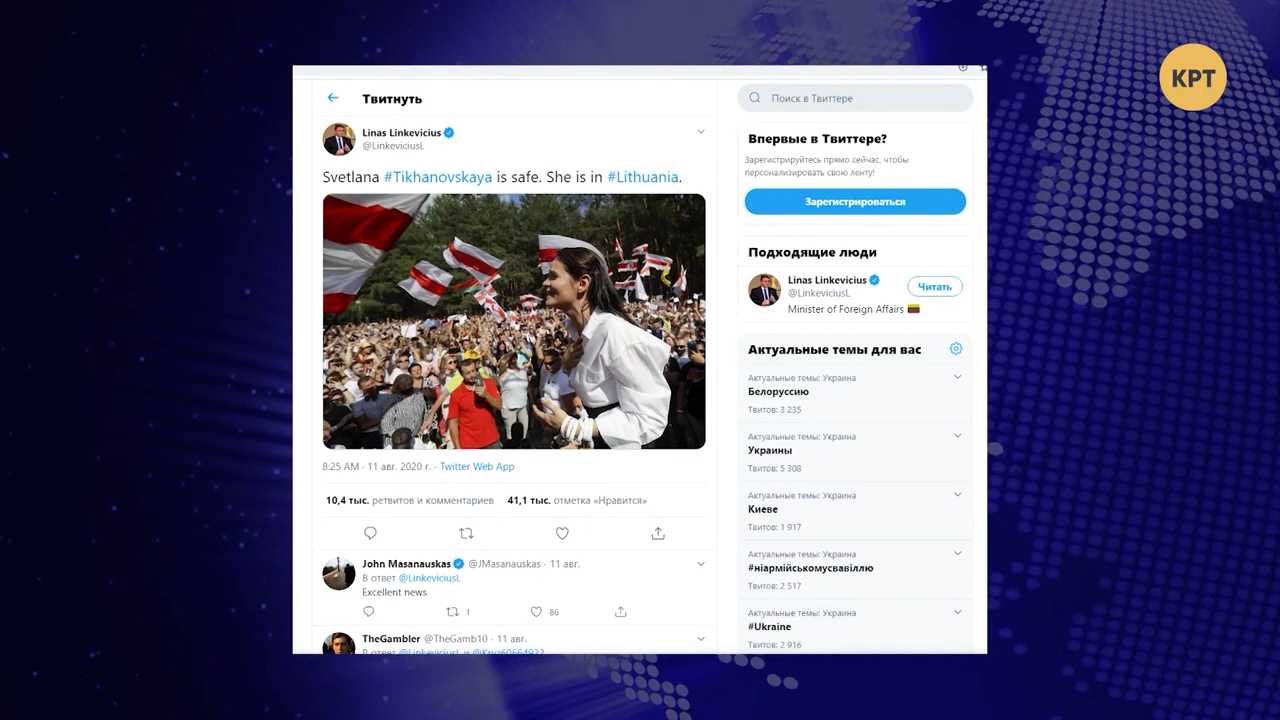 КРТ
Твитнуть
Linas Linkevicius
@LinkeviciusL
Svetlana #Tikhanovskaya is safe. She is in #Lithuania.
8:25 AM · 11 авг. 2020 г. · Twitter Web App
10,4 тыс. ретвитов и комментариев 41,1 тыс. отметка «Нравится»
John Masanauskas @JMasanauskas · 11 авг.
В ответ @LinkeviciusL
Excellent news
1 86
TheGambler @TheGamb10 · 11 авг.
В ответ @LinkeviciusL и @Kpyz60664922
Поиск в Твиттере
Впервые в Твиттере?
Зарегистрируйтесь прямо сейчас, чтобы
персонализировать свою ленту!
Зарегистрироваться
Подходящие люди
Linas Linkevicius
@LinkeviciusL
Читать
Minister of Foreign Affairs
Актуальные темы для вас
Актуальные темы: Украина
Белоруссию
Твитов: 3 235
Актуальные темы: Украина
Украины
Твитов: 5 308
Актуальные темы: Украина
Киеве
Твитов: 1 917
Актуальные темы: Украина
#ніармійськомусвавіллю
Твитов: 2 517
Актуальные темы: Украина
#Ukraine
Твитов: 2 916